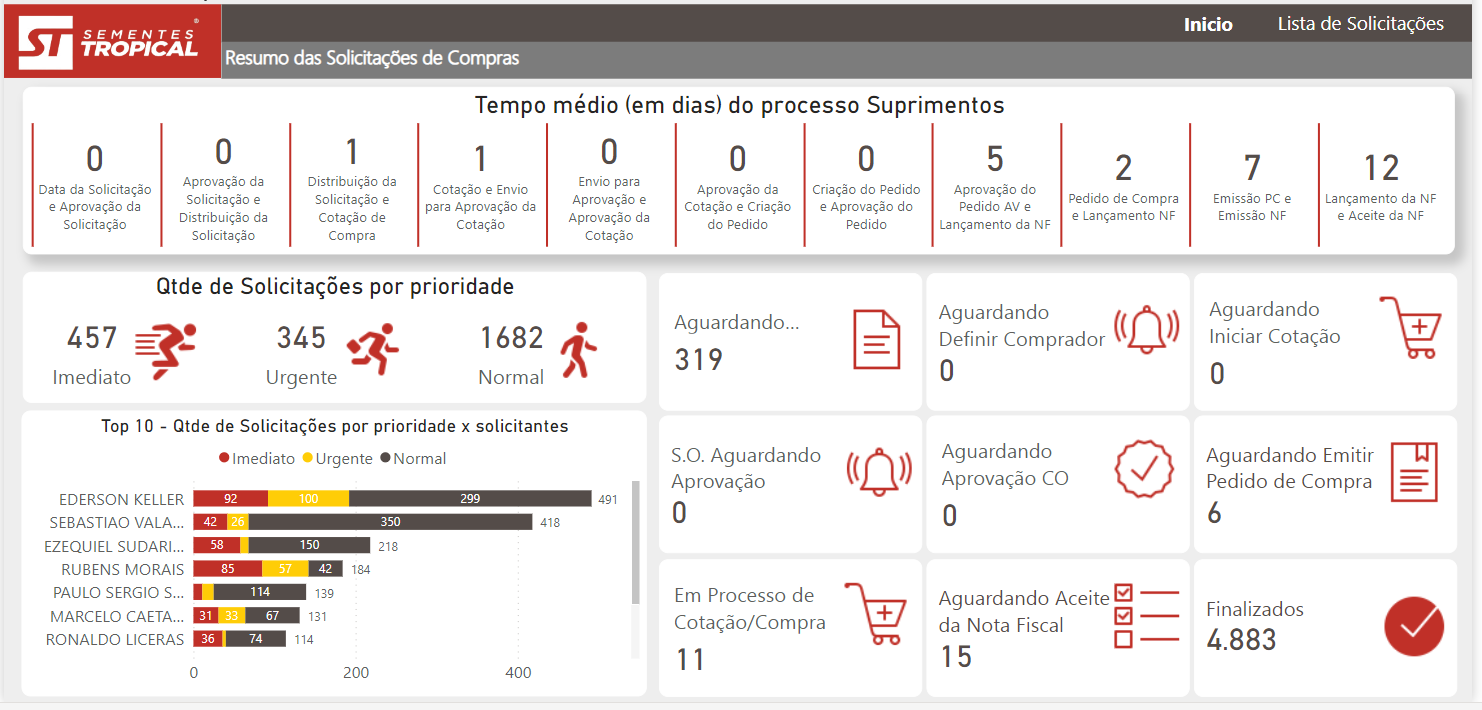 ST SEMENTES TROPICAL ®
Inicio
Lista de Solicitações
Resumo das Solicitações de Compras
Tempo médio (em dias) do processo Suprimentos
0
Data da Solicitação
e Aprovação da
Solicitação
0
Aprovação da
Solicitação e
Distribuição da
Solicitação
1
Distribuição da
Solicitação e
Cotação de
Compra
1
Cotação e Envio
para Aprovação da
Cotação
0
Envio para
Aprovação e
Aprovação da
Cotação
0
Aprovação da
Cotação e Criação
do Pedido
0
Criação do Pedido
e Aprovação do
Pedido
5
Aprovação do
Pedido AV e
Lançamento da NF
2
Pedido de Compra
e Lançamento NF
7
Emissão PC e
Emissão NF
12
Lançamento da NF
e Aceite da NF
Qtde de Solicitações por prioridade
457
Imediato
345
Urgente
1682
Normal
Top 10 - Qtde de Solicitações por prioridade x solicitantes
Imediato Urgente Normal
EDERSON KELLER 92 100 299 491
SEBASTIAO VALA... 42 26 350 418
EZEQUIEL SUDARI... 58 150 218
RUBENS MORAIS 85 57 42 184
PAULO SERGIO S... 114 139
MARCELO CAETA... 31 33 67 131
RONALDO LICERAS 36 74 114
0 200 400
Aguardando...
319
Aguardando
Definir Comprador
0
Aguardando
Iniciar Cotação
0
S.O. Aguardando
Aprovação
0
Aguardando
Aprovação CO
0
Aguardando Emitir
Pedido de Compra
6
Em Processo de
Cotação/Compra
11
Aguardando Aceite
da Nota Fiscal
15
Finalizados
4.883